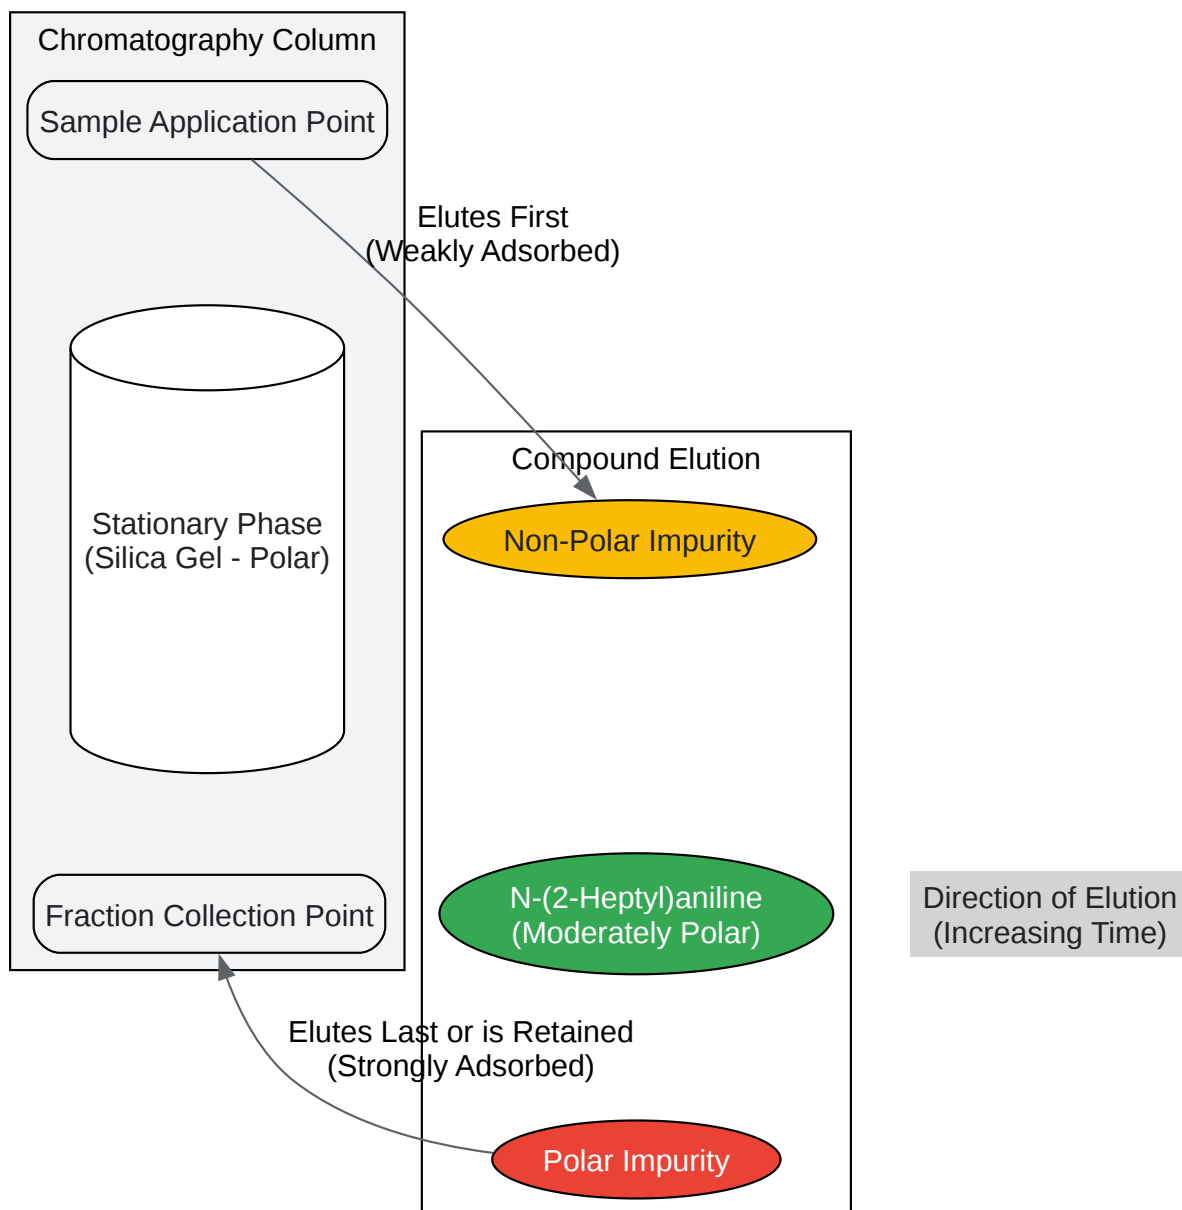 Chromatography Column
Sample Application Point
Elutes First
(Weakly Adsorbed)
Compound Elution
Stationary Phase
(Silica Gel - Polar)
Non-Polar Impurity
N-(2-Heptyl)aniline
(Moderately Polar)
Direction of Elution
(Increasing Time)
Fraction Collection Point
Elutes Last or is Retained
(Strongly Adsorbed)
Polar Impurity